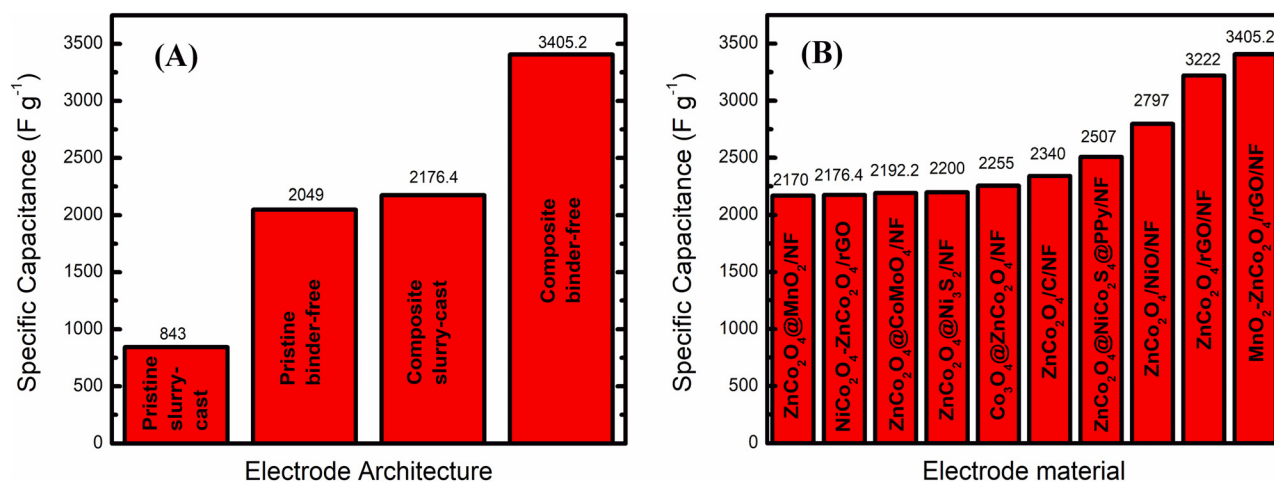 (A)
Specific Capacitance (F g⁻¹)
3500
3000
2500
2000
1500
1000
500
0
843
2049
2176.4
3405.2
Pristine
slurry-
cast
Pristine
binder-free
Composite
slurry-cast
Composite
binder-free
Electrode Architecture
(B)
Specific Capacitance (F g⁻¹)
3500
3000
2500
2000
1500
1000
500
0
2170
2176.4
2192.2
2200
2255
2340
2507
2797
3222
3405.2
ZnCo₂O₄@MnO₂/NF
NiCo₂O₄-ZnCo₂O₄/rGO
ZnCo₂O₄@CoMoO₄/NF
ZnCo₂O₄@Ni₃S₂/NF
Co₃O₄@ZnCo₂O₄/NF
ZnCo₂O₄/C/NF
ZnCo₂O₄@NiCo₂S₄@PPy/NF
ZnCo₂O₄/NiO/NF
ZnCo₂O₄/rGO/NF
MnO₂-ZnCo₂O₄/rGO/NF
Electrode material